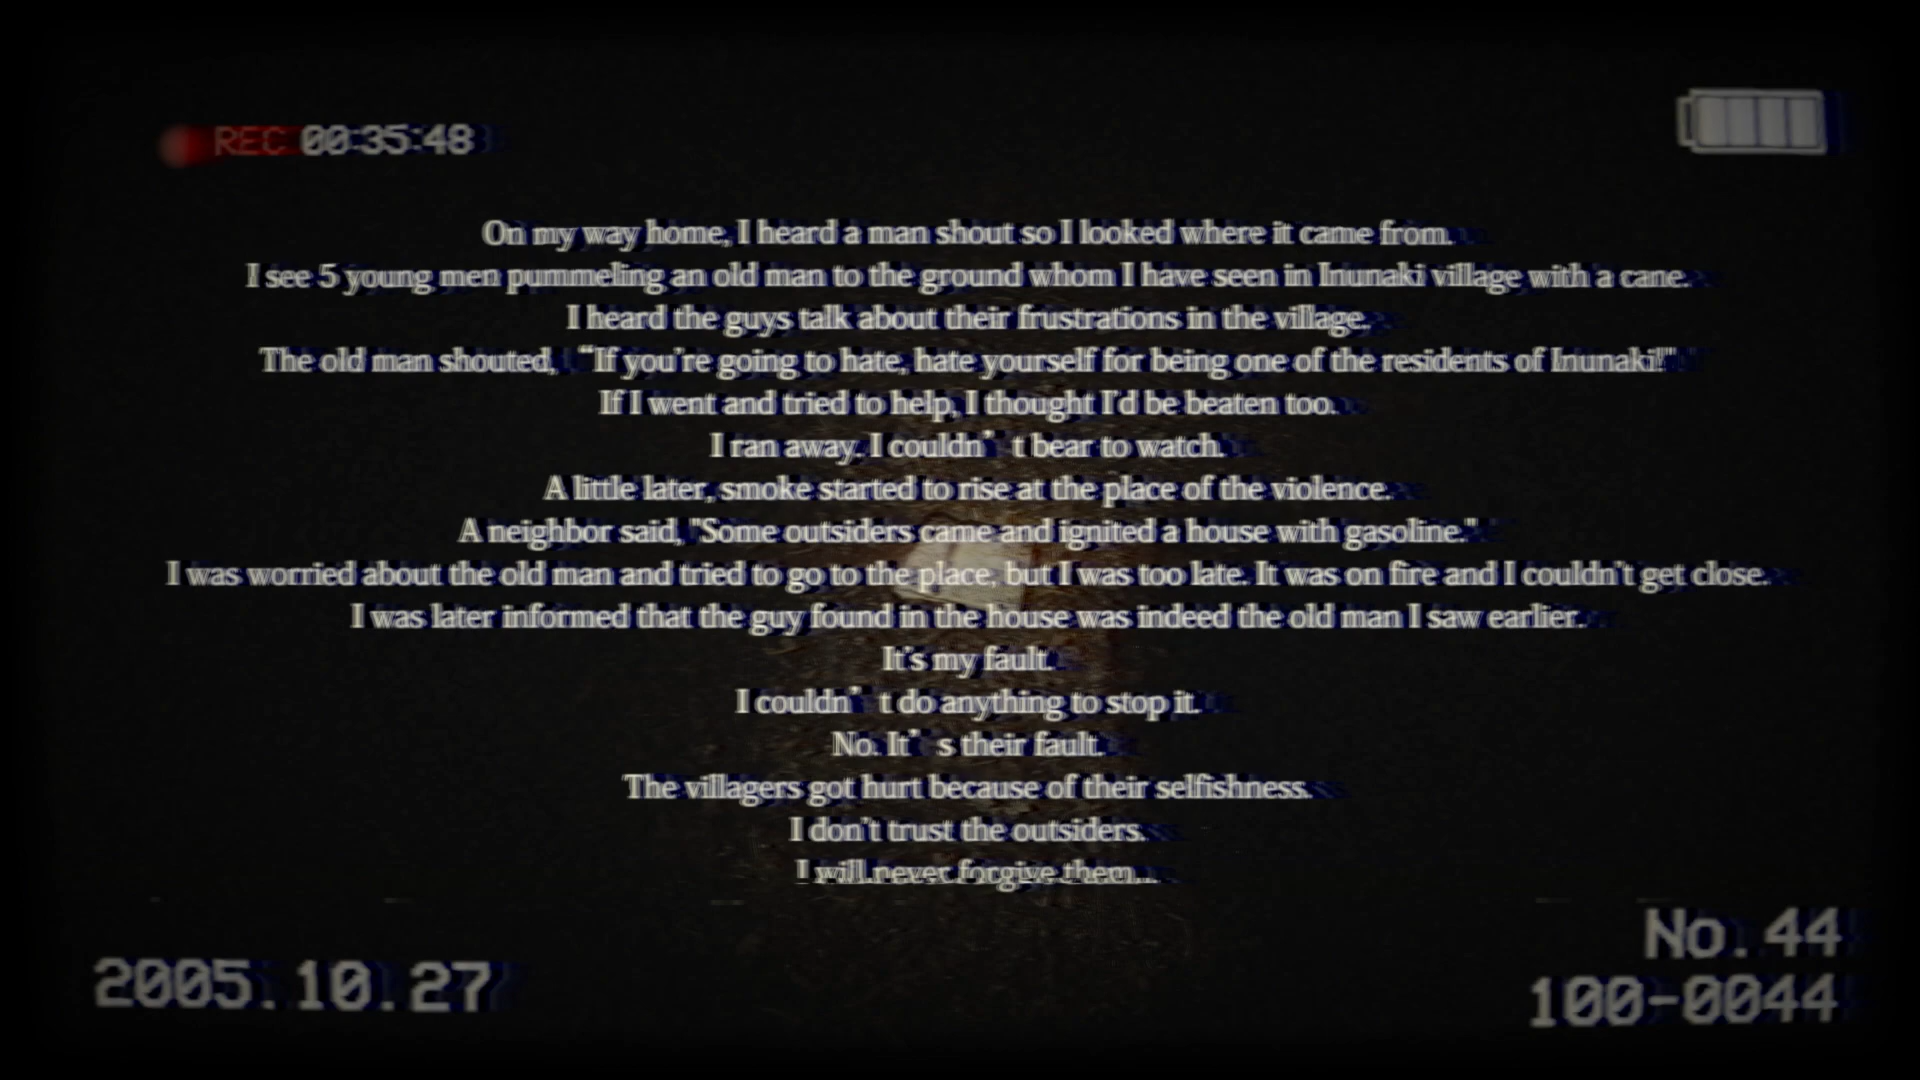 REC 00:35:48
On my way home, I heard a man shout so I looked where it came from.
I see 5 young men pummeling an old man to the ground whom I have seen in Inunaki village with a cane.
I heard the guys talk about their frustrations in the village.
The old man shouted, “If you're going to hate, hate yourself for being one of the residents of Inunaki!"
If I went and tried to help, I thought I'd be beaten too.
I ran away. I couldn’t bear to watch.
A little later, smoke started to rise at the place of the violence.
A neighbor said, "Some outsiders came and ignited a house with gasoline."
I was worried about the old man and tried to go to the place, but I was too late. It was on fire and I couldn't get close.
I was later informed that the guy found in the house was indeed the old man I saw earlier.
It's my fault.
I couldn’t do anything to stop it.
No. It’s their fault.
The villagers got hurt because of their selfishness.
I don't trust the outsiders.
I will never forgive them...
No.44
2005.10.27
100-0044